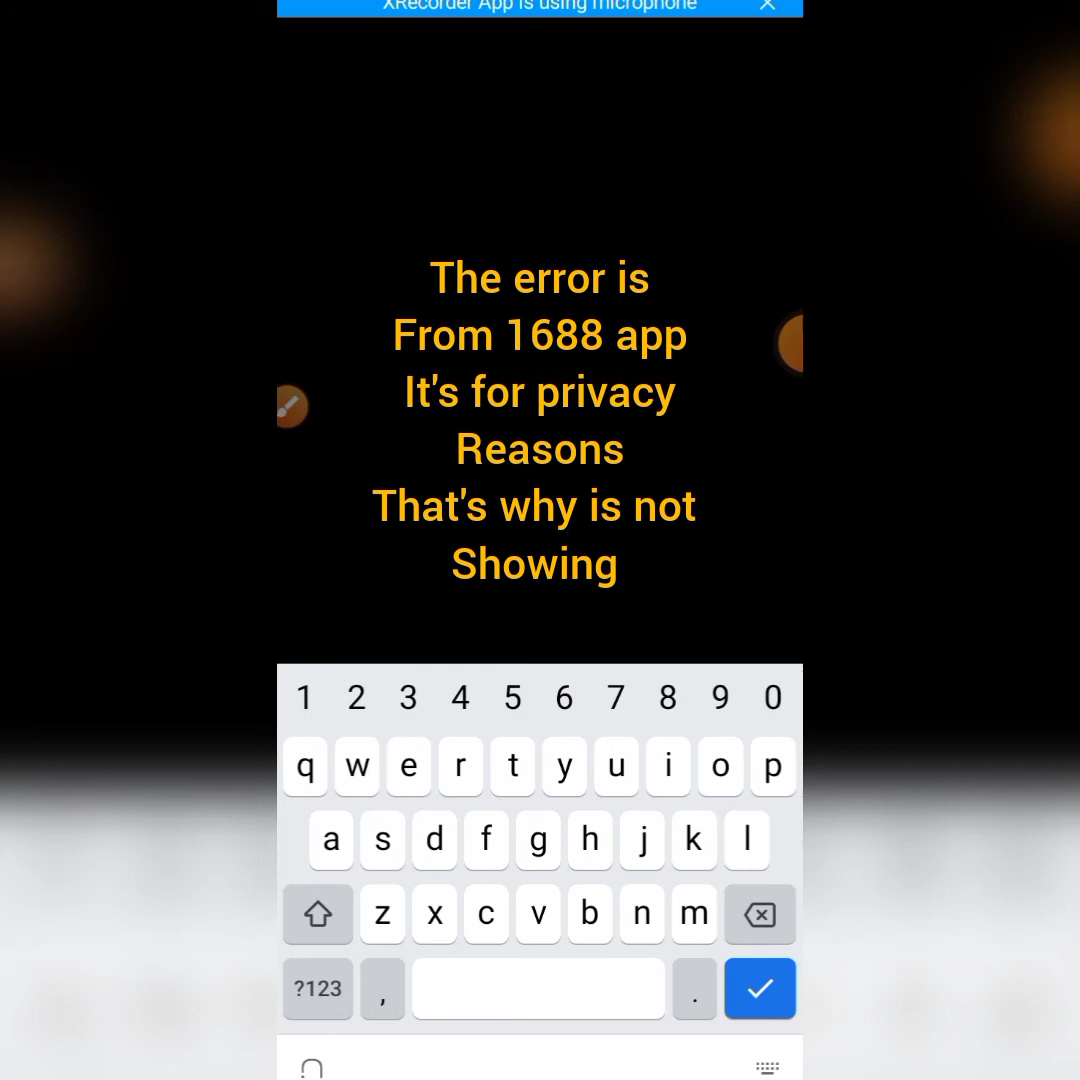 XRecorder App is using microphone
The error is
From 1688 app
It's for privacy
Reasons
That's why is not
Showing
1 2 3 4 5 6 7 8 9 0
q w e r t y u i o p
a s d f g h j k l
z x c v b n m
?123 , .